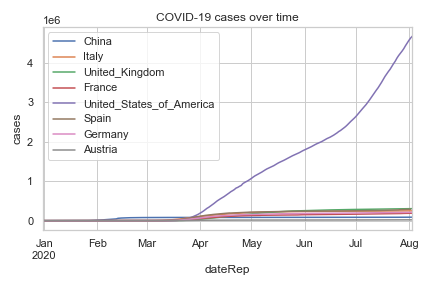 COVID-19 cases over time
1e6
China
Italy
United_Kingdom
France
United_States_of_America
Spain
Germany
Austria
cases
4
3
2
1
0
Jan Feb Mar Apr May Jun Jul Aug
2020
dateRep